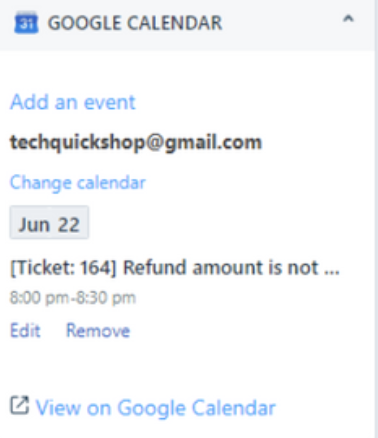 31 GOOGLE CALENDAR
Add an event
techquickshop@gmail.com
Change calendar
Jun 22
[Ticket: 164] Refund amount is not ...
8:00 pm-8:30 pm
Edit Remove
View on Google Calendar